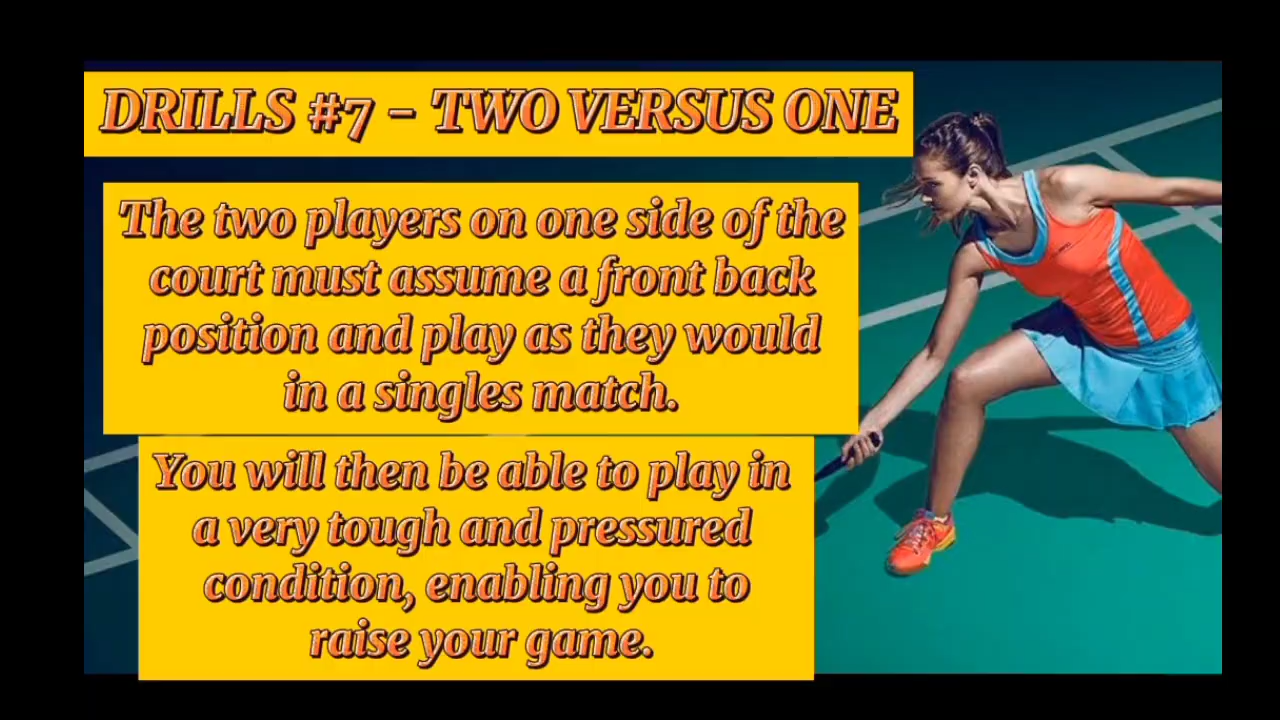 DRILLS #7 - TWO VERSUS ONE
The two players on one side of the
court must assume a front back
position and play as they would
in a singles match.
You will then be able to play in
a very tough and pressured
condition, enabling you to
raise your game.